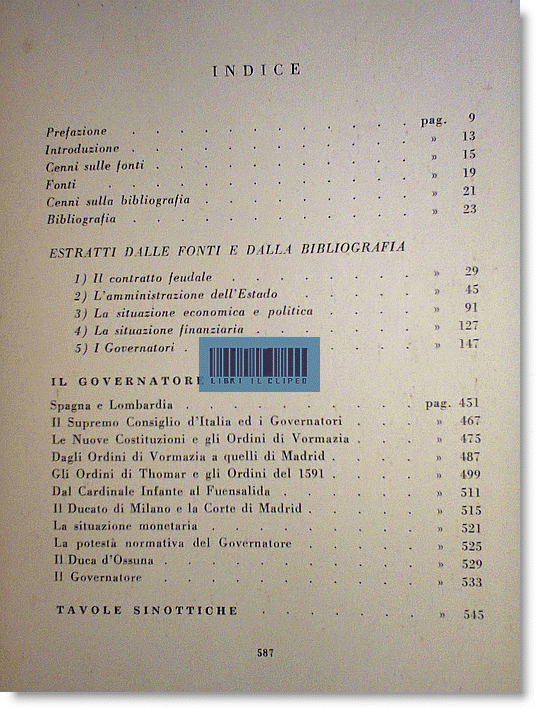 INDICE
Prefazione . . . . . . . . . . . . pag. 9
Introduzione . . . . . . . . . . . . » 13
Cenni sulle fonti . . . . . . . . . . . » 15
Fonti . . . . . . . . . . . . » 19
Cenni sulla bibliografia . . . . . . . . . » 21
Bibliografia . . . . . . . . . . . . » 23
ESTRATTI DALLE FONTI E DALLA BIBLIOGRAFIA
1) Il contratto feudale . . . . . . . . » 29
2) L'amministrazione dell'Estado . . . . . » 45
3) La situazione economica e politica . . . . » 91
4) La situazione finanziaria . . . . . . . » 127
5) I Governatori . . . . . . . . . » 147
LIBRI IL CLIPEO
IL GOVERNATORE
Spagna e Lombardia . . . . . . . . . . pag. 451
Il Supremo Consiglio d'Italia ed i Governatori . . . . » 467
Le Nuove Costituzioni e gli Ordini di Vormazia . . . . » 475
Dagli Ordini di Vormazia a quelli di Madrid . . . . » 487
Gli Ordini di Thomar e gli Ordini del 1591 . . . . » 499
Dal Cardinale Infante al Fuensalida . . . . . . » 511
Il Ducato di Milano e la Corte di Madrid . . . . . » 515
La situazione monetaria . . . . . . . . . » 521
La potestà normativa del Governatore . . . . . » 525
Il Duca d'Ossuna . . . . . . . . . . » 529
Il Governatore . . . . . . . . . . . » 533
TAVOLE SINOTTICHE . . . . . . . » 545
587